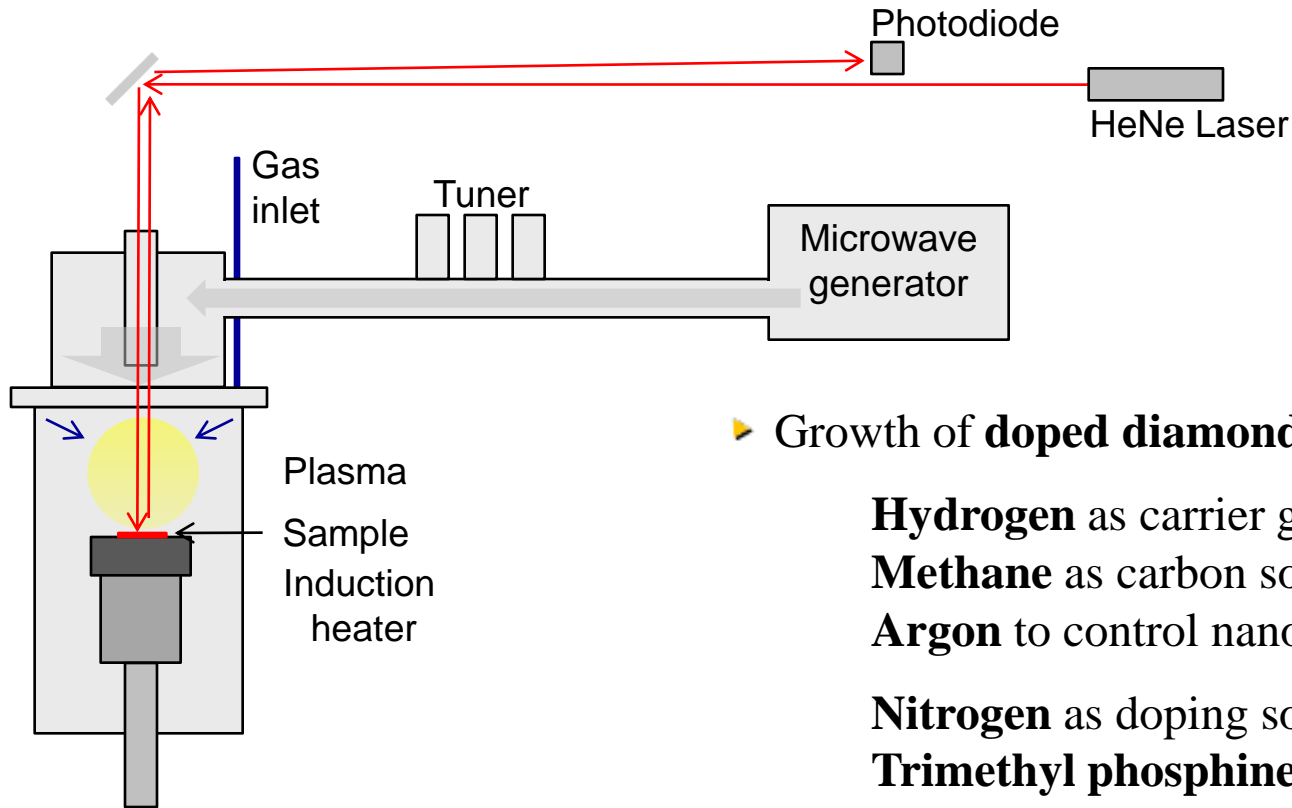 Photodiode
HeNe Laser
Gas
inlet
Tuner
Microwave
generator
Plasma
Sample
Induction
heater
Growth of doped diamond
Hydrogen as carrier g
Methane as carbon so
Argon to control nano
Nitrogen as doping so
Trimethyl phosphine